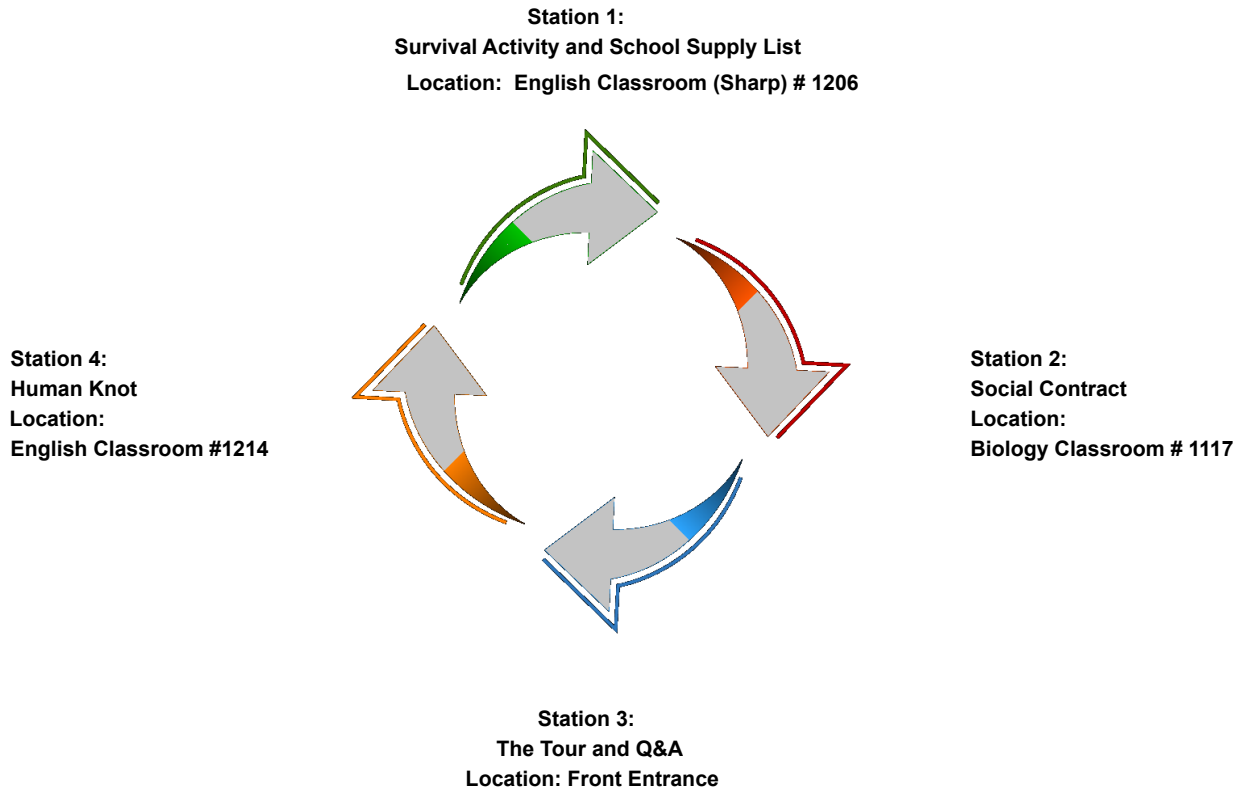 Station 1:
Survival Activity and School Supply List
Location:  English Classroom (Sharp) # 1206
Station 4:
Human Knot
Location:
English Classroom #1214
Station 2:
Social Contract
Location:
Biology Classroom # 1117
Station 3:
The Tour and Q&A
Location: Front Entrance